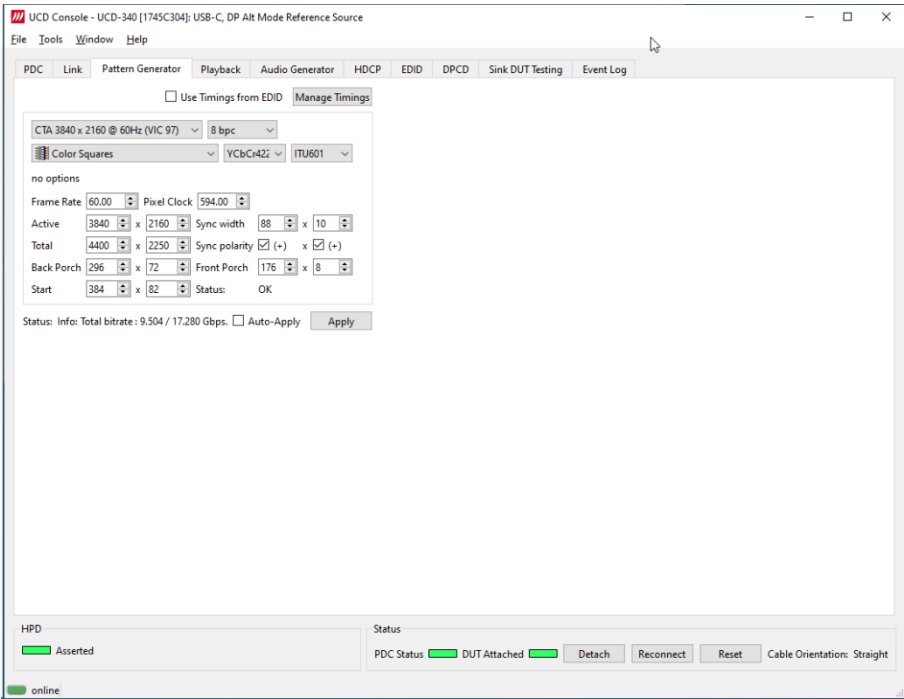 UCD Console - UCD-340 [1745C304]: USB-C, DP Alt Mode Reference Source
File Tools Window Help
PDC Link Pattern Generator Playback Audio Generator HDCP EDID DPCD Sink DUT Testing Event Log
Use Timings from EDID Manage Timings
CTA 3840 x 2160 @ 60Hz (VIC 97) 8 bpc
Color Squares YCbCr422 ITU601
no options
Frame Rate 60.00 Pixel Clock 594.00
Active 3840 x 2160 Sync width 88 x 10
Total 4400 x 2250 Sync polarity (+) x (+)
Back Porch 296 x 72 Front Porch 176 x 8
Start 384 x 82 Status: OK
Status: Info: Total bitrate : 9.504 / 17.280 Gbps. Auto-Apply Apply
HPD Status
Asserted PDC Status DUT Attached Detach Reconnect Reset Cable Orientation: Straight
online